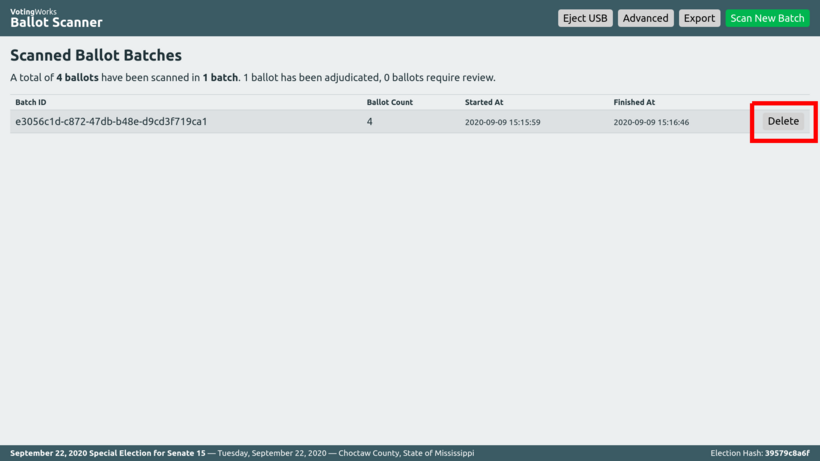 VotingWorks
Ballot Scanner
Eject USB Advanced Export Scan New Batch
Scanned Ballot Batches
A total of 4 ballots have been scanned in 1 batch. 1 ballot has been adjudicated, 0 ballots require review.
Batch ID Ballot Count Started At Finished At
e3056c1d-c872-47db-b48e-d9cd3f719ca1 4 2020-09-09 15:15:59 2020-09-09 15:16:46 Delete
September 22, 2020 Special Election for Senate 15 — Tuesday, September 22, 2020 — Choctaw County, State of Mississippi Election Hash: 39579c8a6f